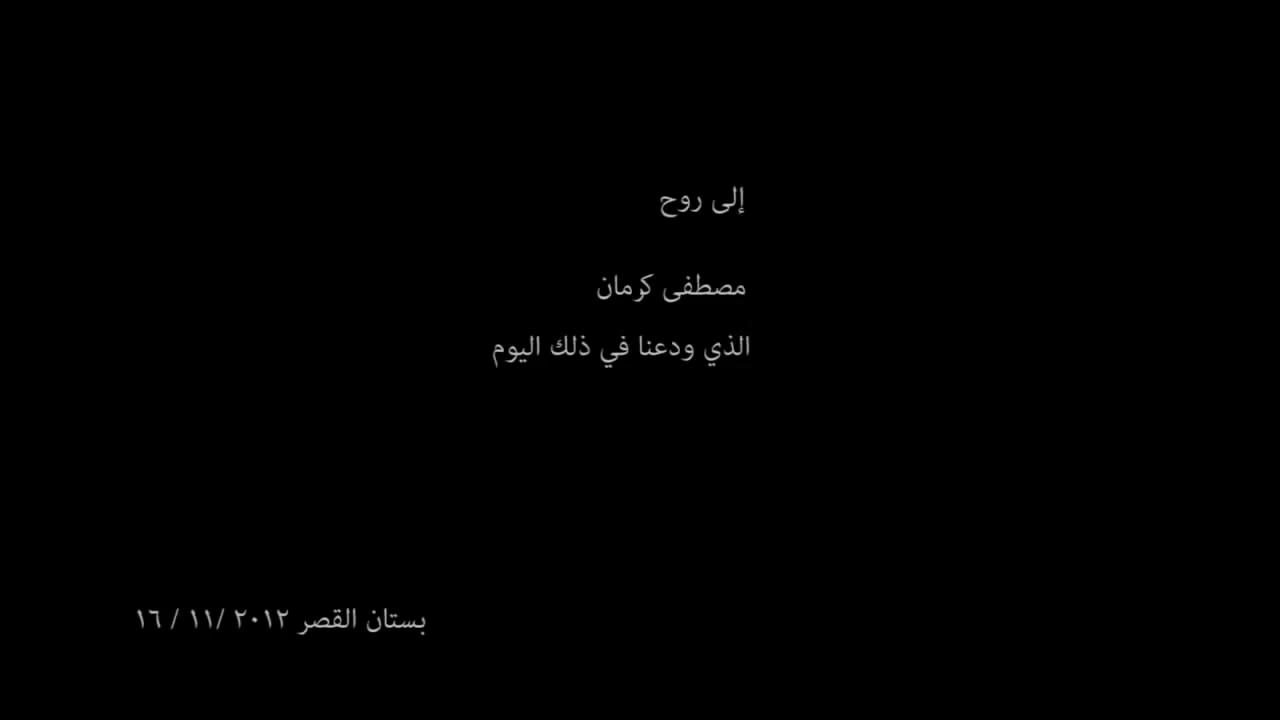 إلى روح
مصطفى كرمان
الذي ودعنا في ذلك اليوم
بستان القصر ٢٠١٢ /١١ / ١٦